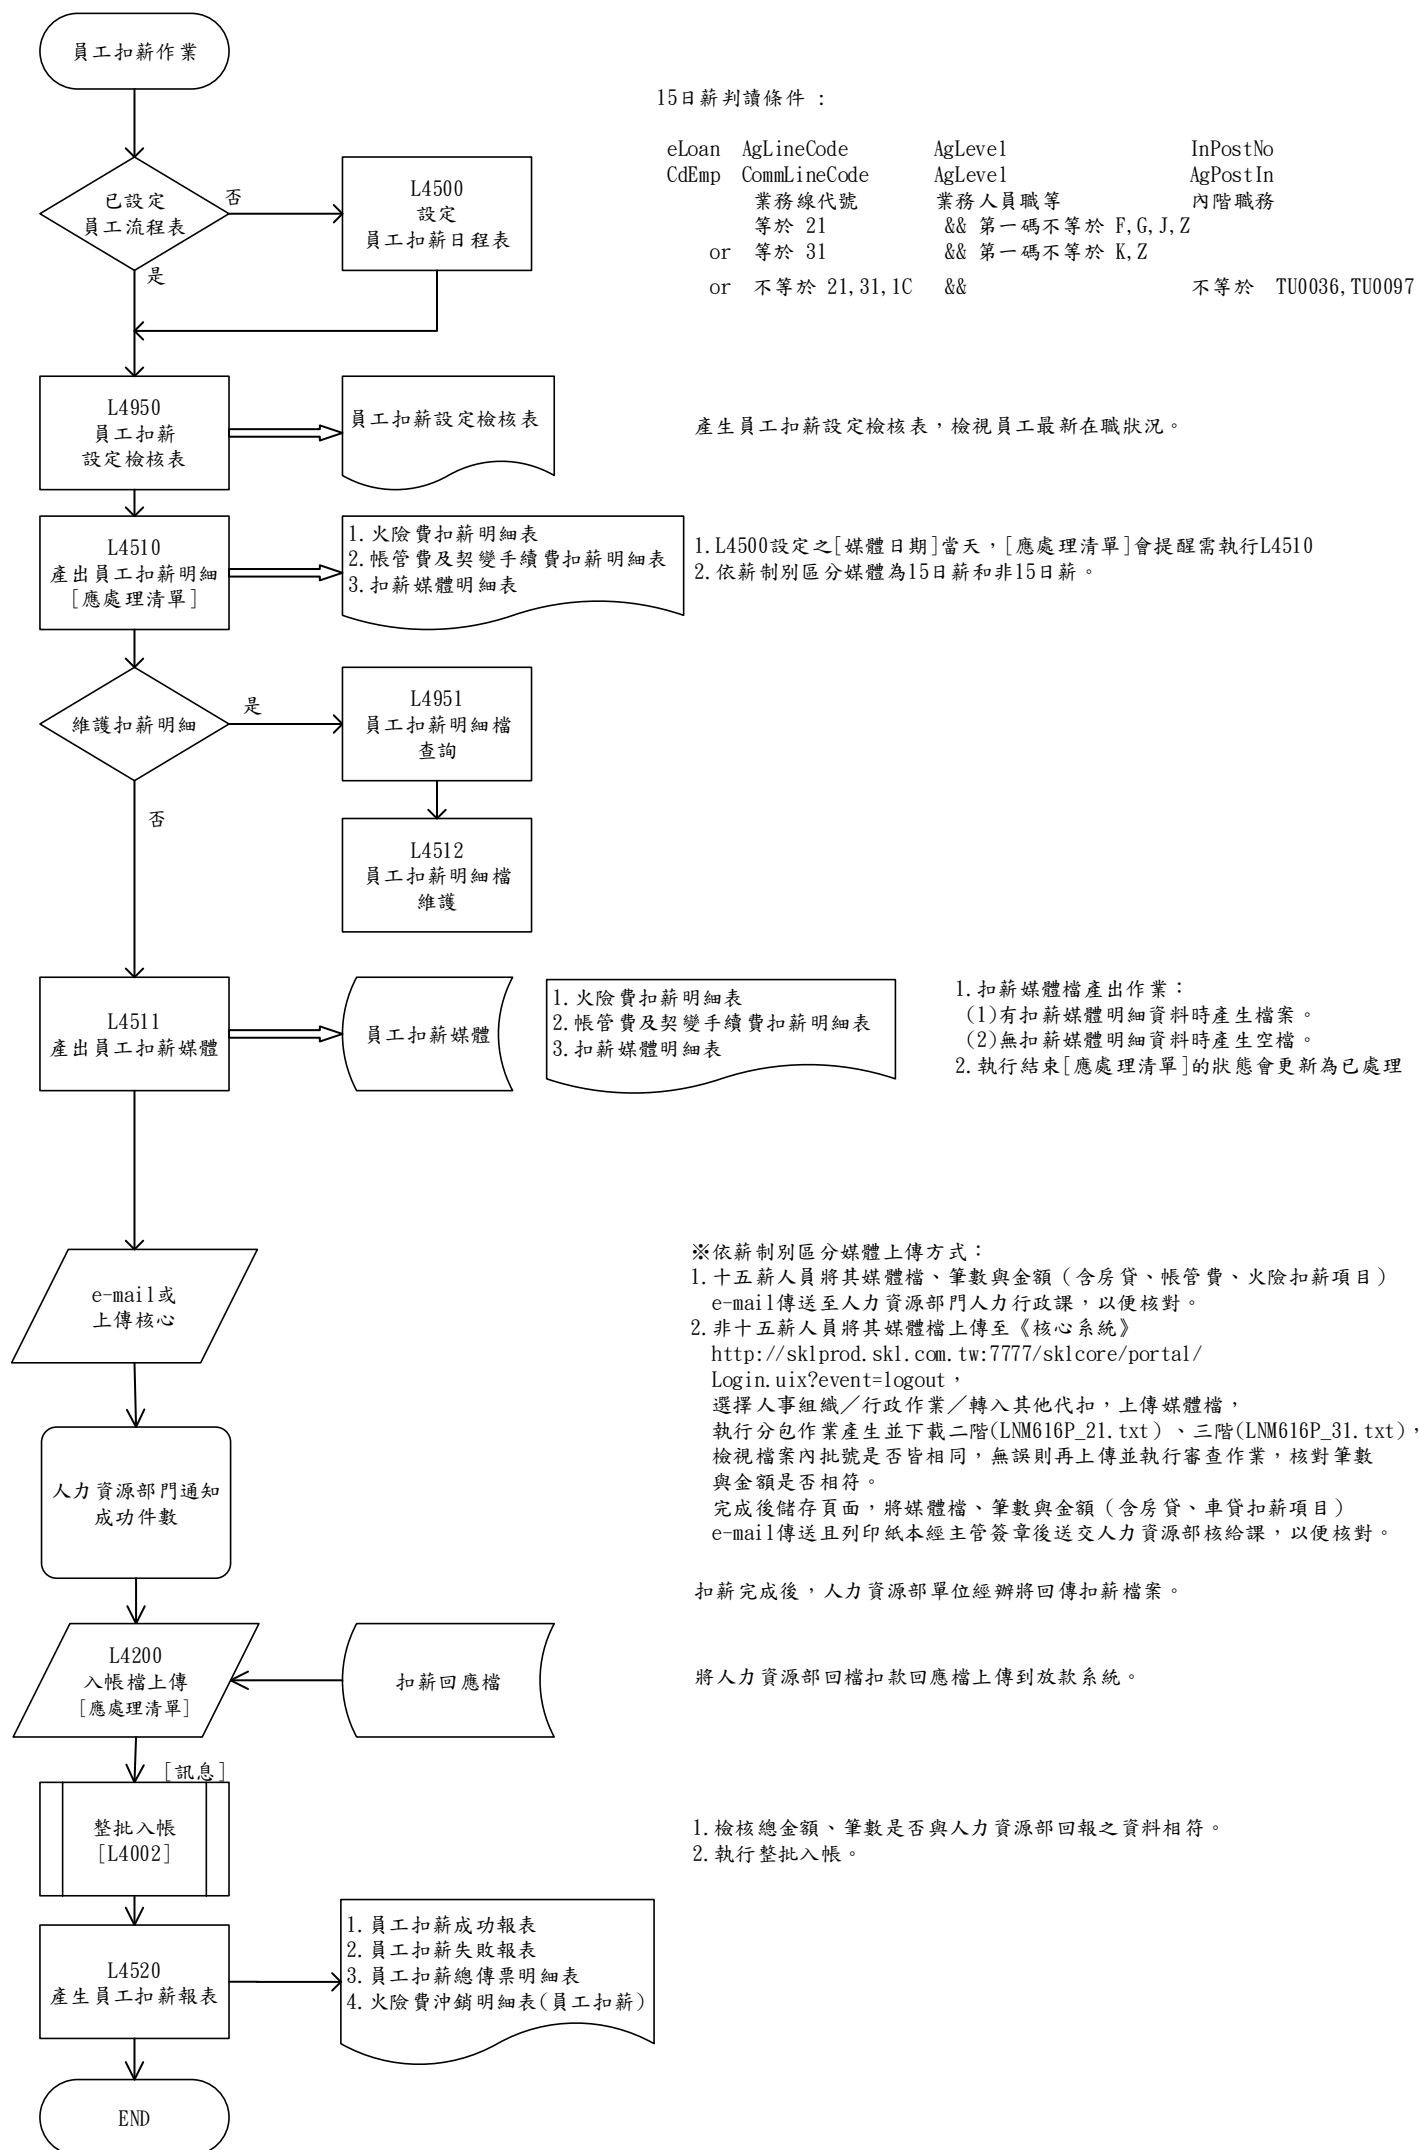 員工扣薪作業
15日薪判讀條件 :
eLoan AgLineCode AgLevel InPostNo
CdEmp CommLineCode AgLevel AgPostIn
業務線代號 業務人員職等 內階職務
等於 21 && 第一碼不等於 F,G,J,Z
or 等於 31 && 第一碼不等於 K,Z
or 不等於 21,31,1C && 不等於 TU0036,TU0097
已設定
員工流程表
否
是
L4500
設定
員工扣薪日程表
L4950
員工扣薪
設定檢核表
員工扣薪設定檢核表
產生員工扣薪設定檢核表，檢視員工最新在職狀況。
L4510
產出員工扣薪明細
[應處理清單]
1.火險費扣薪明細表
2.帳管費及契變手續費扣薪明細表
3.扣薪媒體明細表
1.L4500設定之[媒體日期]當天，[應處理清單]會提醒需執行L4510
2.依薪制別區分媒體為15日薪和非15日薪。
維護扣薪明細
是
否
L4951
員工扣薪明細檔
查詢
L4512
員工扣薪明細檔
維護
L4511
產出員工扣薪媒體
員工扣薪媒體
1.火險費扣薪明細表
2.帳管費及契變手續費扣薪明細表
3.扣薪媒體明細表
1.扣薪媒體檔產出作業：
(1)有扣薪媒體明細資料時產生檔案。
(2)無扣薪媒體明細資料時產生空檔。
2.執行結束[應處理清單]的狀態會更新為已處理
e-mail或
上傳核心
※依薪制別區分媒體上傳方式：
1.十五薪人員將其媒體檔、筆數與金額（含房貸、帳管費、火險扣薪項目）
e-mail傳送至人力資源部門人力行政課，以便核對。
2.非十五薪人員將其媒體檔上傳至《核心系統》
http://sklprod.skl.com.tw:7777/sklcore/portal/
Login.uix?event=logout，
選擇人事組織／行政作業／轉入其他代扣，上傳媒體檔，
執行分包作業產生並下載二階(LNM616P_21.txt）、三階(LNM616P_31.txt)，
檢視檔案內批號是否皆相同，無誤則再上傳並執行審查作業，核對筆數
與金額是否相符。
完成後儲存頁面，將媒體檔、筆數與金額（含房貸、車貸扣薪項目）
e-mail傳送且列印紙本經主管簽章後送交人力資源部核給課，以便核對。
人力資源部門通知
成功件數
扣薪完成後，人力資源部單位經辦將回傳扣薪檔案。
L4200
入帳檔上傳
[應處理清單]
扣薪回應檔
將人力資源部回檔扣款回應檔上傳到放款系統。
[訊息]
整批入帳
[L4002]
1.檢核總金額、筆數是否與人力資源部回報之資料相符。
2.執行整批入帳。
L4520
產生員工扣薪報表
1.員工扣薪成功報表
2.員工扣薪失敗報表
3.員工扣薪總傳票明細表
4.火險費沖銷明細表(員工扣薪)
END